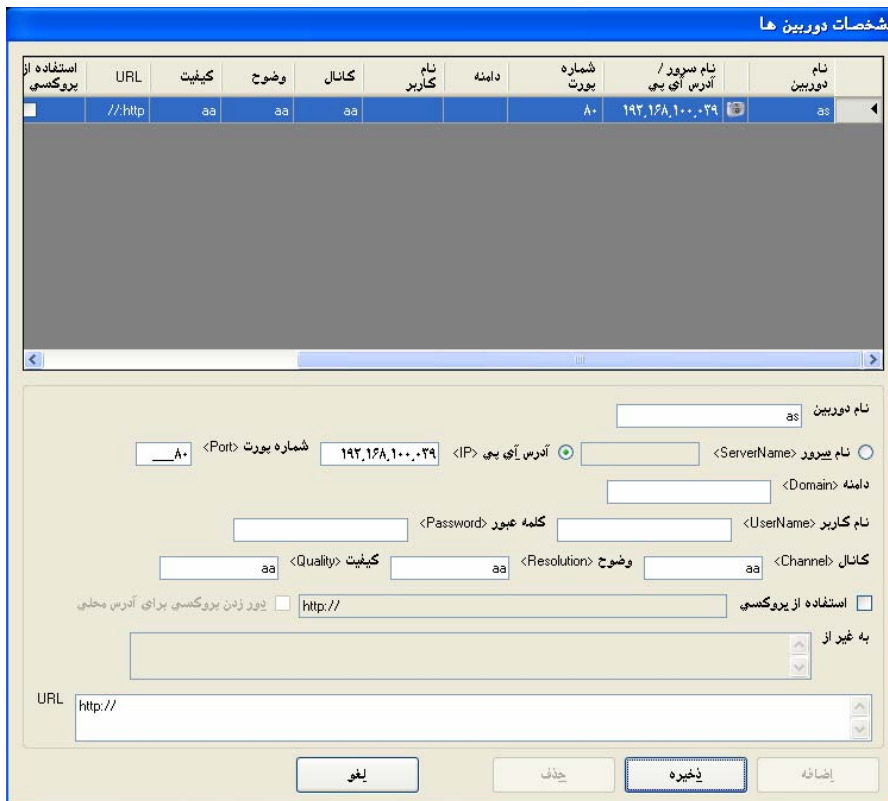 مشخصات دوربین ها
نام دوربین	نام سرور / آدرس آی پی	شماره پورت	دامنه	نام کاربر	کانال	وضوح	کیفیت	URL	استفاده از پروکسی
as	۱۹۲,۱۶۸,۱۰۰,۰۳۹	۸۰	aa	aa	aa	//:http
نام دوربین as
نام سرور <ServerName> آدرس آی پی <IP> ۱۹۲,۱۶۸,۱۰۰,۰۳۹ شماره پورت <Port> ۸۰___
دامنه <Domain>
نام کاربر <UserName> کلمه عبور <Password>
کانال <Channel> aa وضوح <Resolution> aa کیفیت <Quality> aa
استفاده از پروکسی http:// دور زدن پروکسی برای آدرس محلی
به غیر از
URL http://
اضافه ذخیره حذف لغو